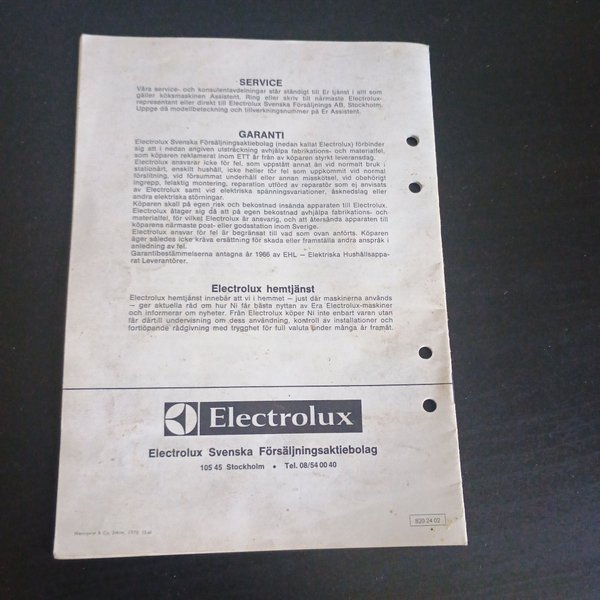 SERVICE
Våra service- och konsulentavdelningar står ständigt till Er tjänst i allt som
gäller köksmaskinen Assistent. Ring eller skriv till närmaste Electrolux-
representant eller direkt till Electrolux Svenska Försäljnings AB, Stockholm.
Uppge då modellbeteckning och tillverkningsnummer på Er Assistent.
GARANTI
Electrolux Svenska Försäljningsaktiebolag (nedan kallat Electrolux) förbinder
sig att i nedan angiven utsträckning avhjälpa fabrikations- och materialfel,
som köparen reklamerat inom ETT år från av köparen styrkt leveransdag.
Electrolux ansvarar icke för fel, som uppstått annat än vid normalt bruk i
stationärt, enskilt hushåll, icke heller för fel som uppkommit vid normal
förslitning, vid försummat underhåll eller annan misskötsel, vid obehörigt
ingrepp, felaktig montering, reparation utförd av reparatör som ej anvisats
av Electrolux samt vid elektriska spänningsvariationer, åsknedslag eller
andra elektriska störningar.
Köparen skall på egen risk och bekostnad insända apparaten till Electrolux.
Electrolux åtager sig då att på egen bekostnad avhjälpa fabrikations- och
materialfel, för vilket Electrolux är ansvarig, och att återsända apparaten till
köparens närmaste post- eller godsstation inom Sverige.
Electrolux ansvar för fel är begränsat till vad som ovan anförts. Köparen
äger således icke kräva ersättning för skada eller framställa andra anspråk i
anledning av fel.
Garantibestämmelserna antagna år 1966 av EHL – Elektriska Hushållsappa-
rat Leverantörer.
Electrolux hemtjänst
Electrolux hemtjänst innebär att vi i hemmet – just där maskinerna används
– ger aktuella råd om hur Ni får bästa nyttan av Era Electrolux-maskiner
och informerar om nyheter. Från Electrolux köper Ni inte enbart varan utan
får därtill undervisning om dess användning, kontroll av installationer och
fortlöpande rådgivning med trygghet för full valuta under många år framåt.
Electrolux
Electrolux Svenska Försäljningsaktiebolag
105 45 Stockholm • Tel. 08/54 00 40
820 24 02